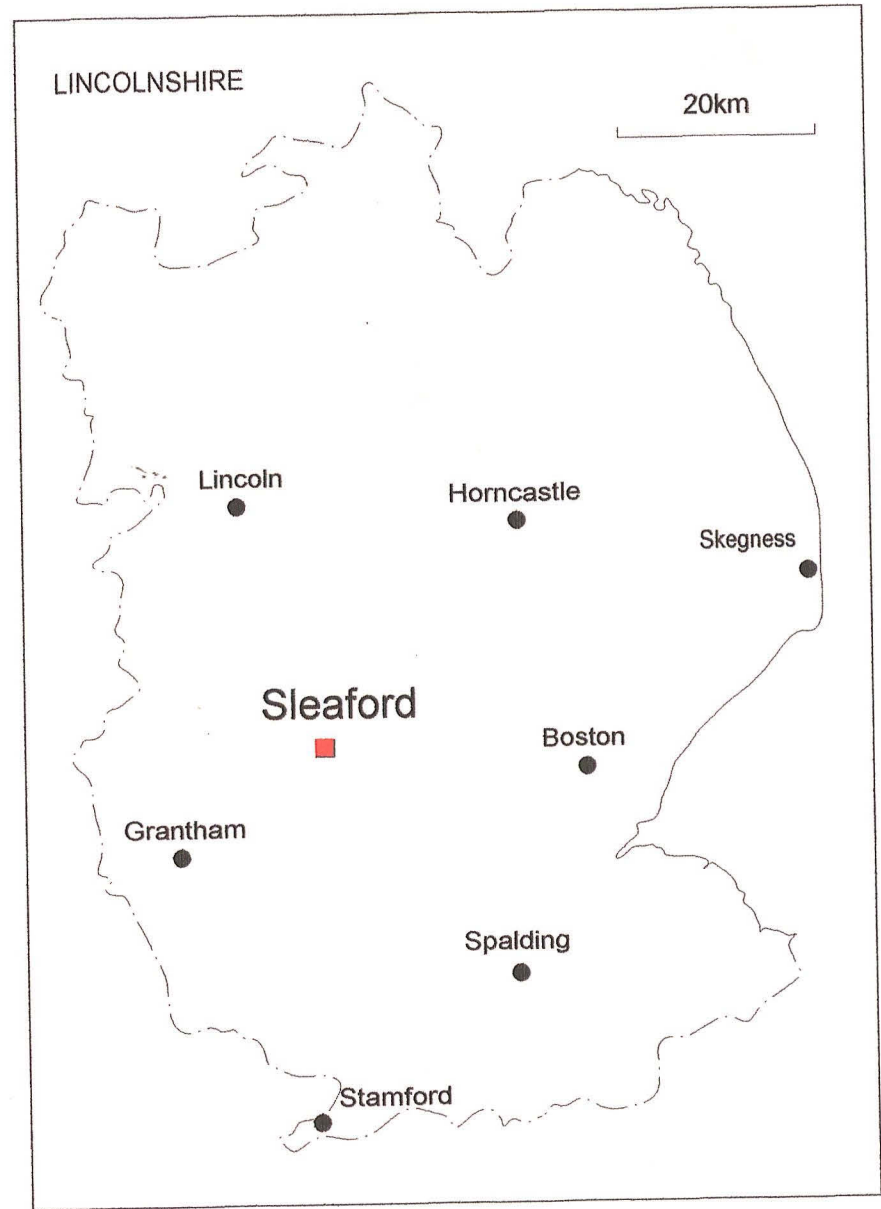 LINCOLNSHIRE
20km
Lincoln
Horncastle
Skegness
Sleaford
Boston
Grantham
Spalding
Stamford